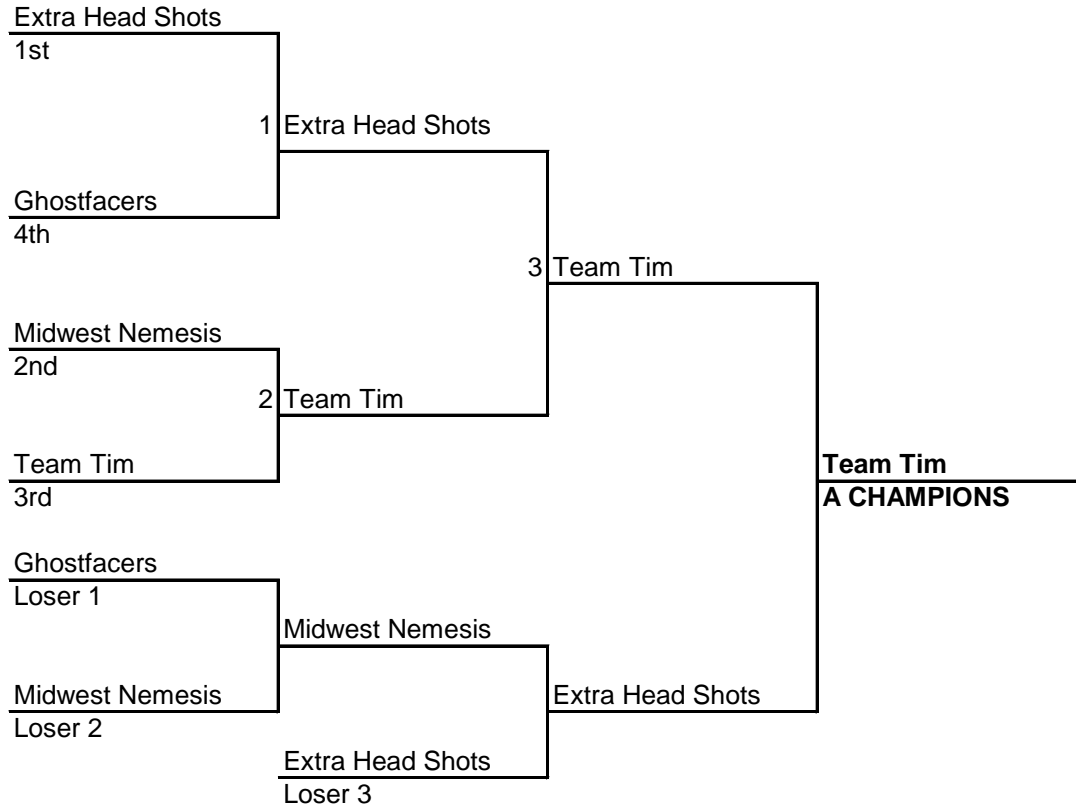 Extra Head Shots
1st
1 Extra Head Shots
Ghostfacers
4th
3 Team Tim
Midwest Nemesis
2nd
2 Team Tim
Team Tim
3rd
Team Tim
A CHAMPIONS
Ghostfacers
Loser 1
Midwest Nemesis
Midwest Nemesis
Loser 2
Extra Head Shots
Extra Head Shots
Loser 3